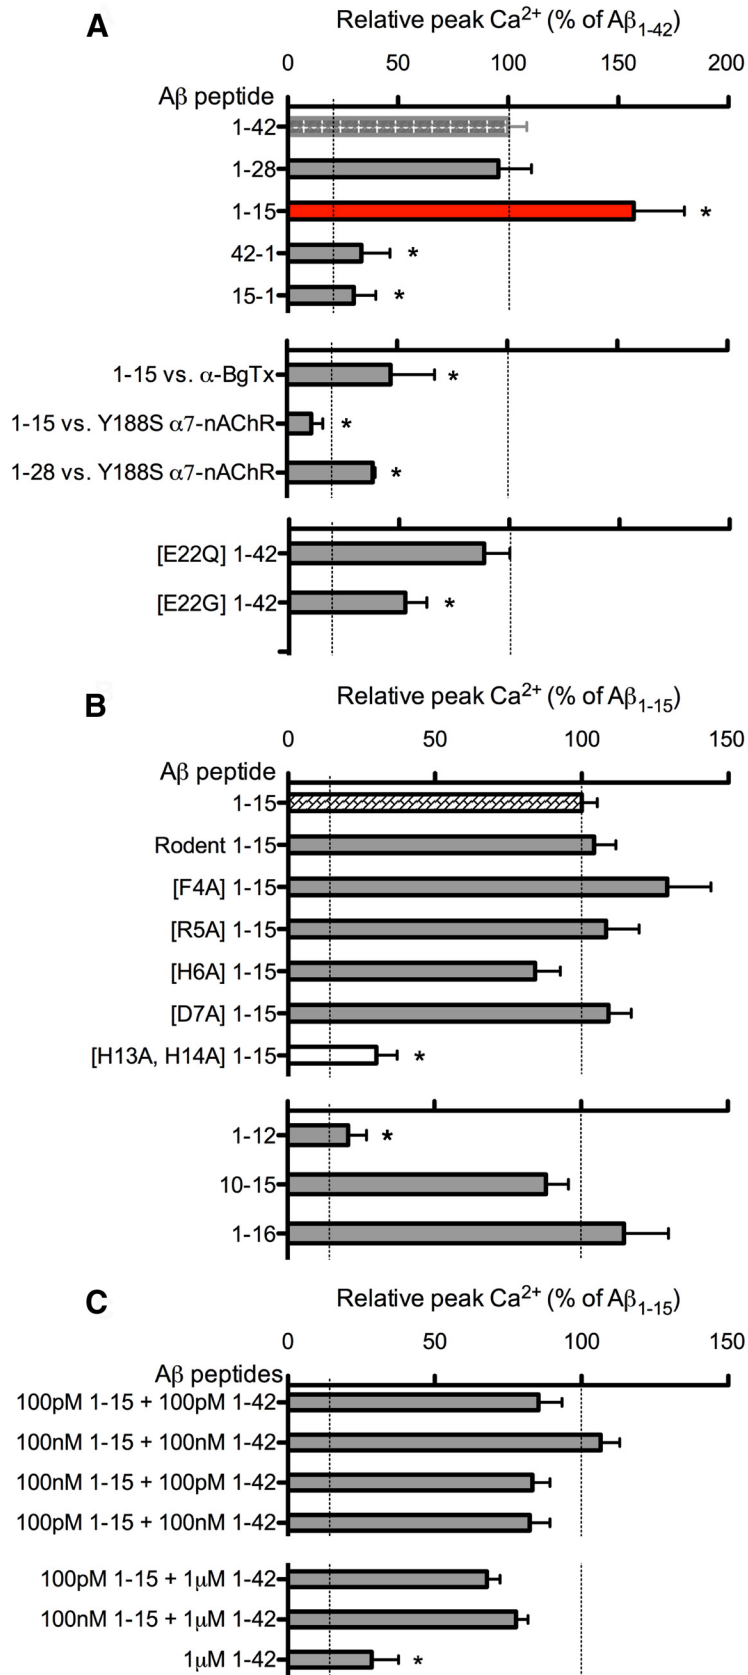 A
Relative peak Ca2+ (% of Aβ1-42)
0 50 100 150 200
Aβ peptide
1-42
1-28
1-15
*
42-1
*
15-1
*
1-15 vs. α-BgTx
*
1-15 vs. Y188S α7-nAChR
*
1-28 vs. Y188S α7-nAChR
*
[E22Q] 1-42
[E22G] 1-42
*
B
Relative peak Ca2+ (% of Aβ1-15)
0 50 100 150
Aβ peptide
1-15
Rodent 1-15
[F4A] 1-15
[R5A] 1-15
[H6A] 1-15
[D7A] 1-15
[H13A, H14A] 1-15
*
1-12
*
10-15
1-16
C
Relative peak Ca2+ (% of Aβ1-15)
0 50 100 150
Aβ peptides
100pM 1-15 + 100pM 1-42
100nM 1-15 + 100nM 1-42
100nM 1-15 + 100pM 1-42
100pM 1-15 + 100nM 1-42
100pM 1-15 + 1μM 1-42
100nM 1-15 + 1μM 1-42
1μM 1-42
*